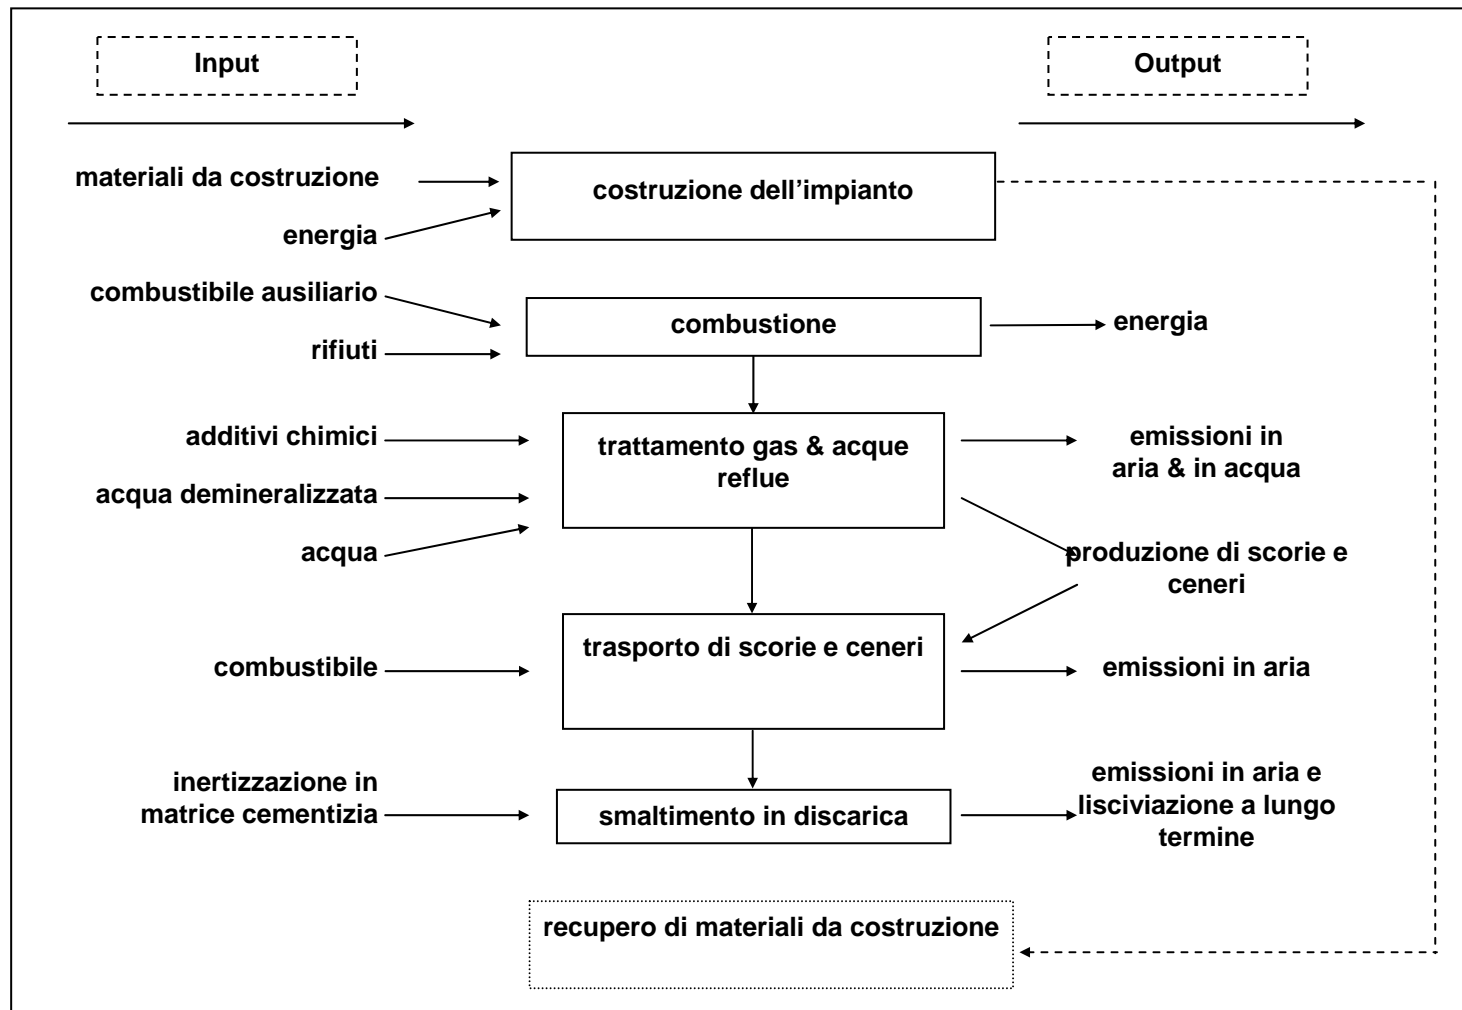 Input
Output
materiali da costruzione
costruzione dell’impianto
energia
combustibile ausiliario
combustione
energia
rifiuti
additivi chimici
trattamento gas & acque
reflue
emissioni in
aria & in acqua
acqua demineralizzata
acqua
produzione di scorie e
ceneri
trasporto di scorie e ceneri
combustibile
emissioni in aria
inertizzazione in
matrice cementizia
smaltimento in discarica
emissioni in aria e
lisciviazione a lungo
termine
recupero di materiali da costruzione